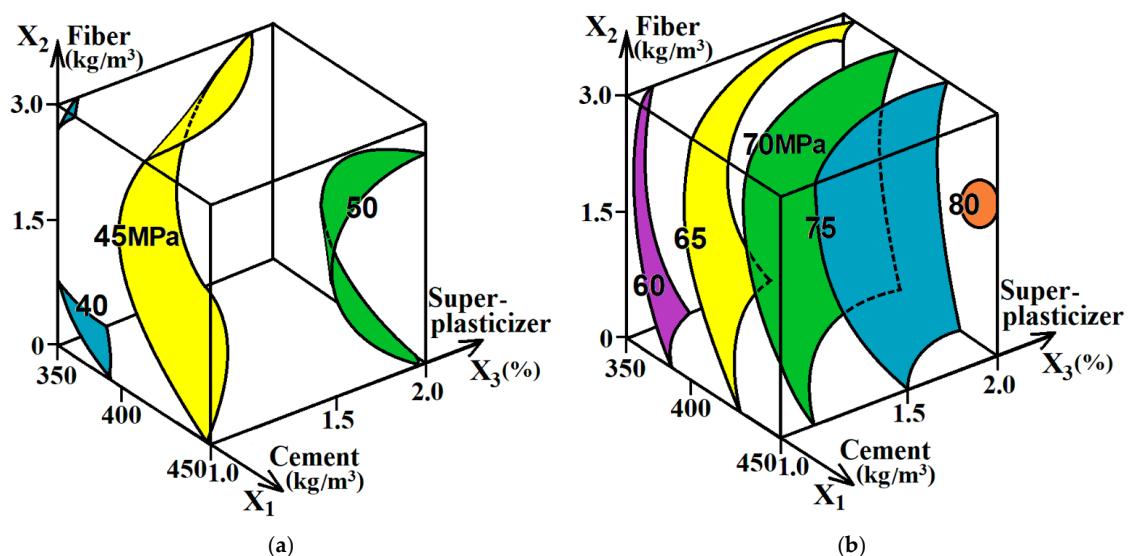 X₂ Fiber
(kg/m³)
3.0
1.5
0
350
400
450
1.0
1.5
2.0
40
45MPa
50
Super-
plasticizer
X₃(%)
Cement
(kg/m³)
X₁
(a)
X₂ Fiber
(kg/m³)
3.0
1.5
0
350
400
450
1.0
1.5
2.0
60
65
70MPa
75
80
Super-
plasticizer
X₃(%)
Cement
(kg/m³)
X₁
(b)